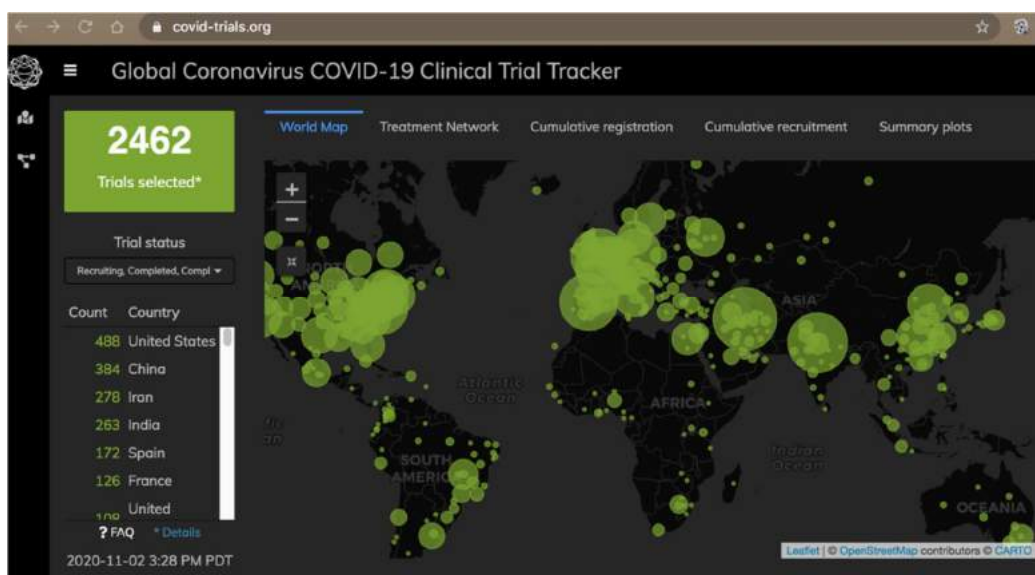 covid-trials.org
Global Coronavirus COVID-19 Clinical Trial Tracker
2462
Trials selected*
Trial status
Recruiting, Completed, Compl
Count Country
488 United States
384 China
278 Iran
263 India
172 Spain
126 France
108 United
? FAQ * Details
2020-11-02 3:28 PM PDT
World Map Treatment Network Cumulative registration Cumulative recruitment Summary plots
+
−
NORTH
Atlantic
Ocean
SOUTH
AMERICA
AFRICA
ASIA
Indian
Ocean
OCEANIA
Leaflet | © OpenStreetMap contributors © CARTO